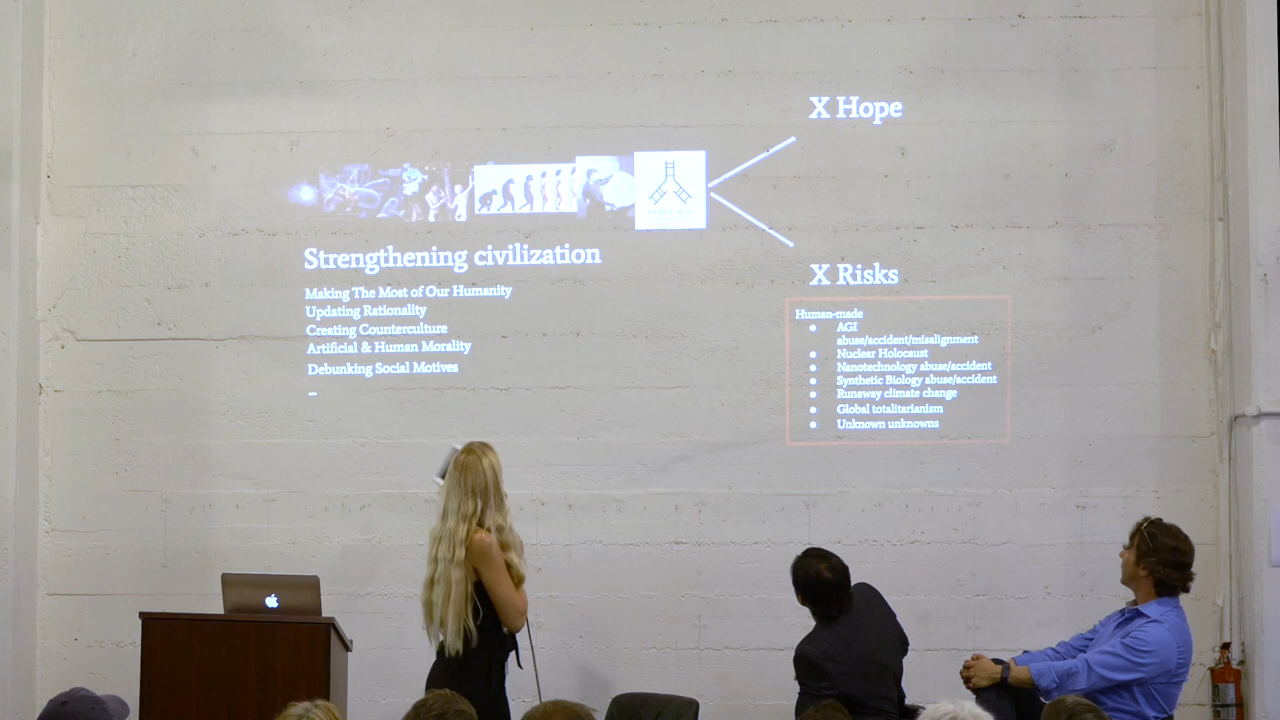 X Hope
INDIE BIO
Strengthening civilization
Making The Most of Our Humanity
Updating Rationality
Creating Counterculture
Artificial & Human Morality
Debunking Social Motives
...
X Risks
Human-made
AGI
abuse/accident/misalignment
Nuclear Holocaust
Nanotechnology abuse/accident
Synthetic Biology abuse/accident
Runaway climate change
Global totalitarianism
Unknown unknowns